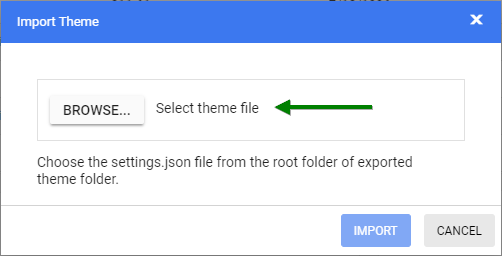 Import Theme
BROWSE... Select theme file
Choose the settings.json file from the root folder of exported
theme folder.
IMPORT CANCEL